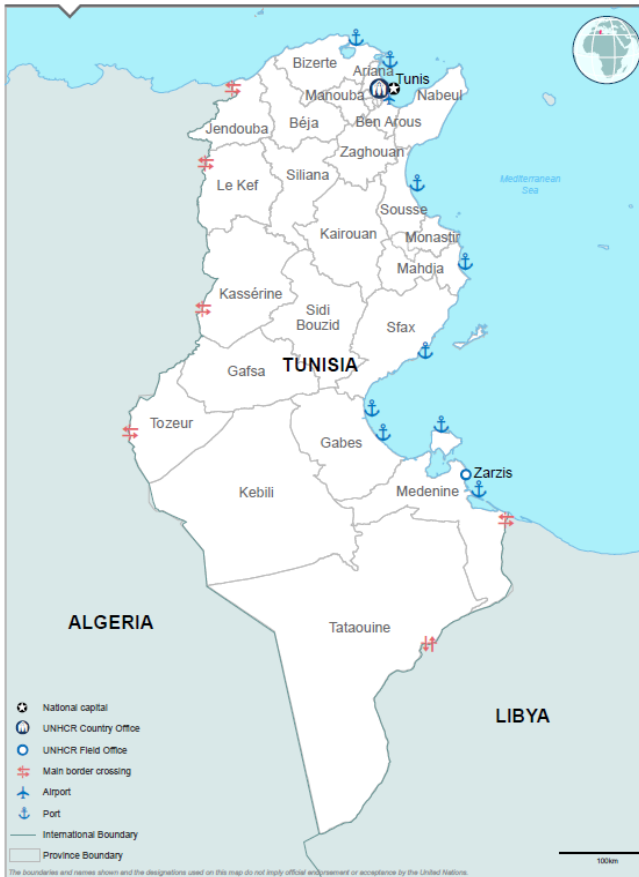 Bizerte
Ariana
Tunis
Manouba
Nabeul
Jendouba
Béja
Ben Arous
Zaghouan
Le Kef
Siliana
Mediterranean
Sea
Sousse
Kairouan
Monastir
Mahdia
Kassérine
Sidi
Bouzid
Sfax
TUNISIA
Gafsa
Tozeur
Gabes
Zarzis
Kebili
Medenine
ALGERIA
Tataouine
LIBYA
National capital
UNHCR Country Office
UNHCR Field Office
Main border crossing
Airport
Port
International Boundary
Province Boundary
100km
The boundaries and names shown and the designations used on this map do not imply official endorsement or acceptance by the United Nations.